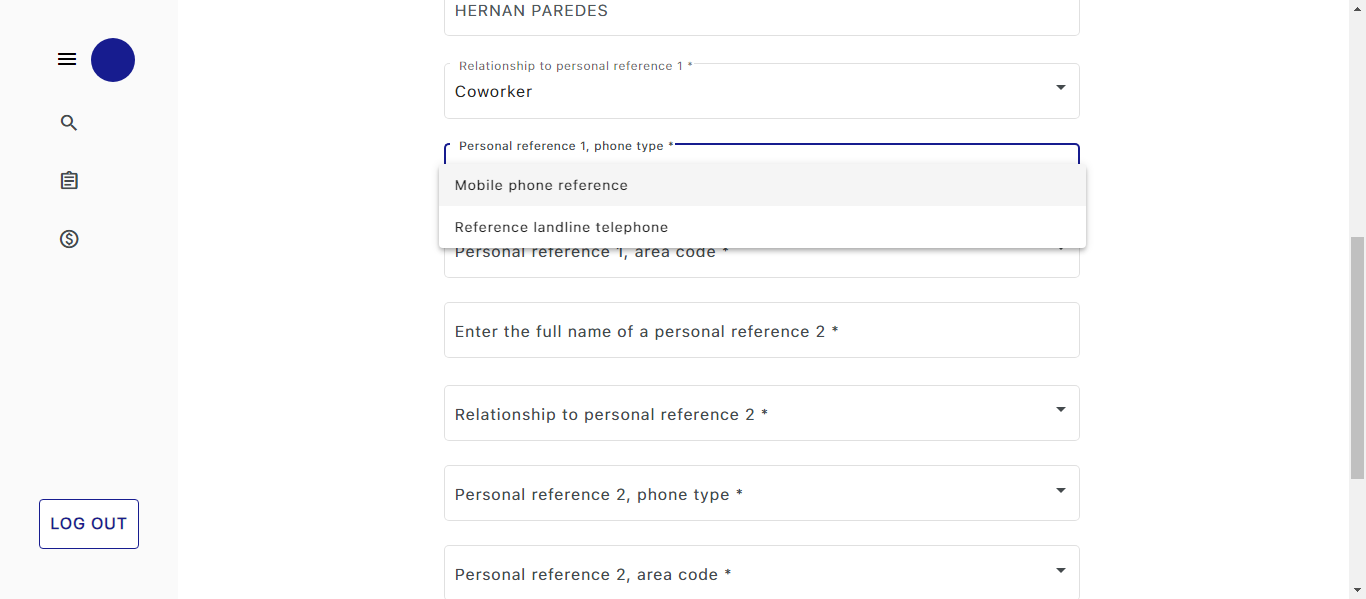 HERNAN PAREDES
Relationship to personal reference 1 *
Coworker
Personal reference 1, phone type *
Mobile phone reference
Reference landline telephone
Personal reference 1, area code *
Enter the full name of a personal reference 2 *
Relationship to personal reference 2 *
Personal reference 2, phone type *
LOG OUT
Personal reference 2, area code *